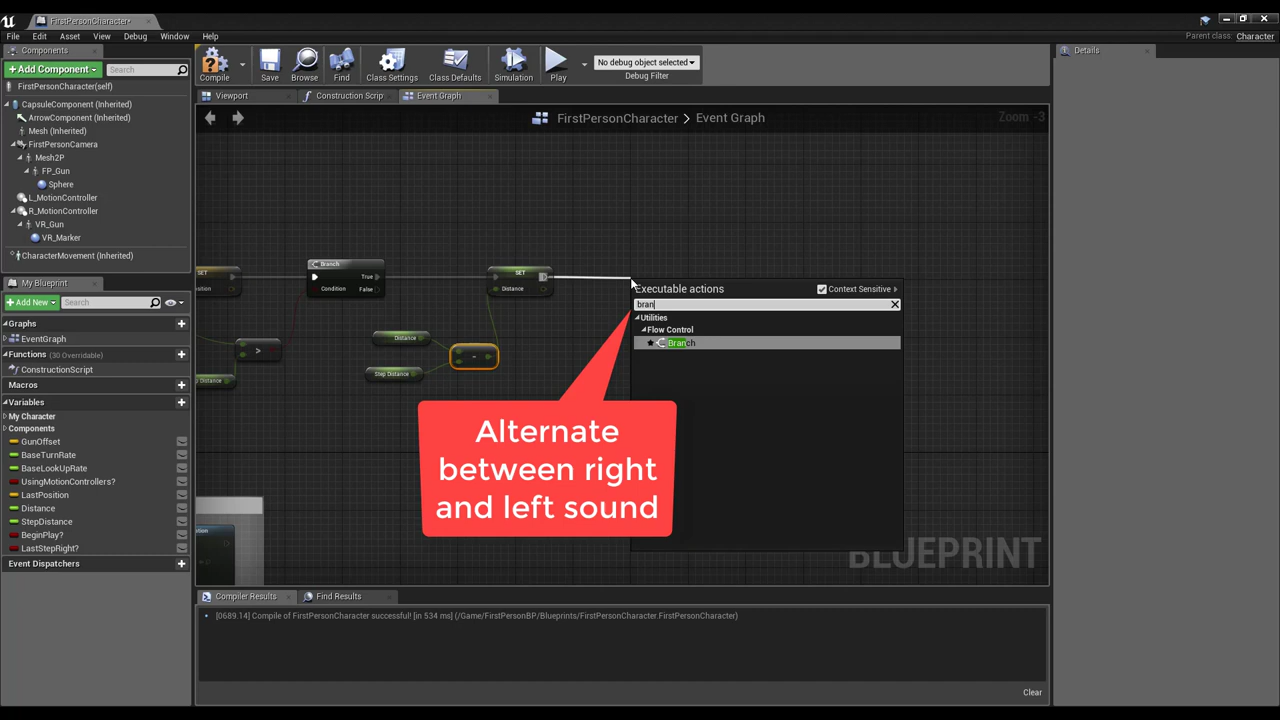 FirstPersonCharacter*
File Edit Asset View Debug Window Help
Parent class: Character
Components
Details
+ Add Component
Search
Compile
Save
Browse
Find
Class Settings
Class Defaults
Simulation
Play
No debug object selected
Debug Filter
FirstPersonCharacter(self)
Viewport
Construction Scrip
Event Graph
CapsuleComponent (Inherited)
ArrowComponent (Inherited)
Mesh (Inherited)
FirstPersonCamera
Mesh2P
FP_Gun
Sphere
L_MotionController
R_MotionController
VR_Gun
VR_Marker
CharacterMovement (Inherited)
FirstPersonCharacter > Event Graph
Zoom -3
My Blueprint
+ Add New
Search
Graphs
EventGraph
Functions (30 Overridable)
ConstructionScript
Macros
Variables
My Character
Components
GunOffset
BaseTurnRate
BaseLookUpRate
UsingMotionControllers?
LastPosition
Distance
StepDistance
BeginPlay?
LastStepRight?
Event Dispatchers
SET
Branch
True
Condition
False
SET
Distance
>
Distance
Distance
Step Distance
-
Executable actions
Context Sensitive
bran
Utilities
Flow Control
Branch
Alternate
between right
and left sound
BLUEPRINT
Compiler Results
Find Results
[0689.14] Compile of FirstPersonCharacter successful! [in 534 ms] (/Game/FirstPersonBP/Blueprints/FirstPersonCharacter.FirstPersonCharacter)
Clear